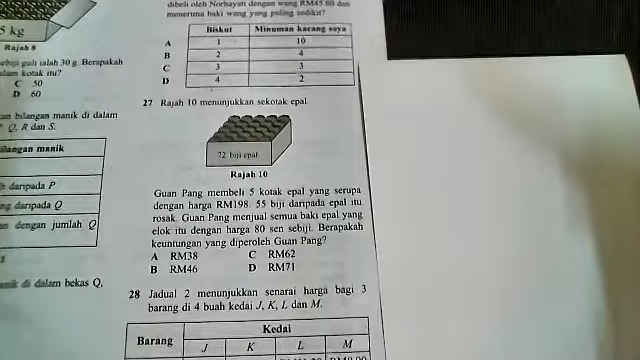 5 kg
Rajah 8
sebiji guli ialah 30 g. Berapakah
dalam kotak itu?
C 50
D 60
bilangan manik di dalam
Q, R dan S.
Bilangan manik
daripada P
daripada Q
dengan jumlah Q
di dalam bekas Q.
dibeli oleh Norhayati dengan wang RM45.80 dan
menerima baki wang yang paling sedikit?
Biskut Minuman kacang soya
A 1 10
B 2 4
C 3 3
D 4 2
27 Rajah 10 menunjukkan sekotak epal
72 biji epal
Rajah 10
Guan Pang membeli 5 kotak epal yang serupa
dengan harga RM198. 55 biji daripada epal itu
rosak. Guan Pang menjual semua baki epal yang
elok itu dengan harga 80 sen sebiji. Berapakah
keuntungan yang diperoleh Guan Pang?
A RM38 C RM62
B RM46 D RM71
28 Jadual 2 menunjukkan senarai harga bagi 3
barang di 4 buah kedai J, K, L dan M.
Barang Kedai
J K L M